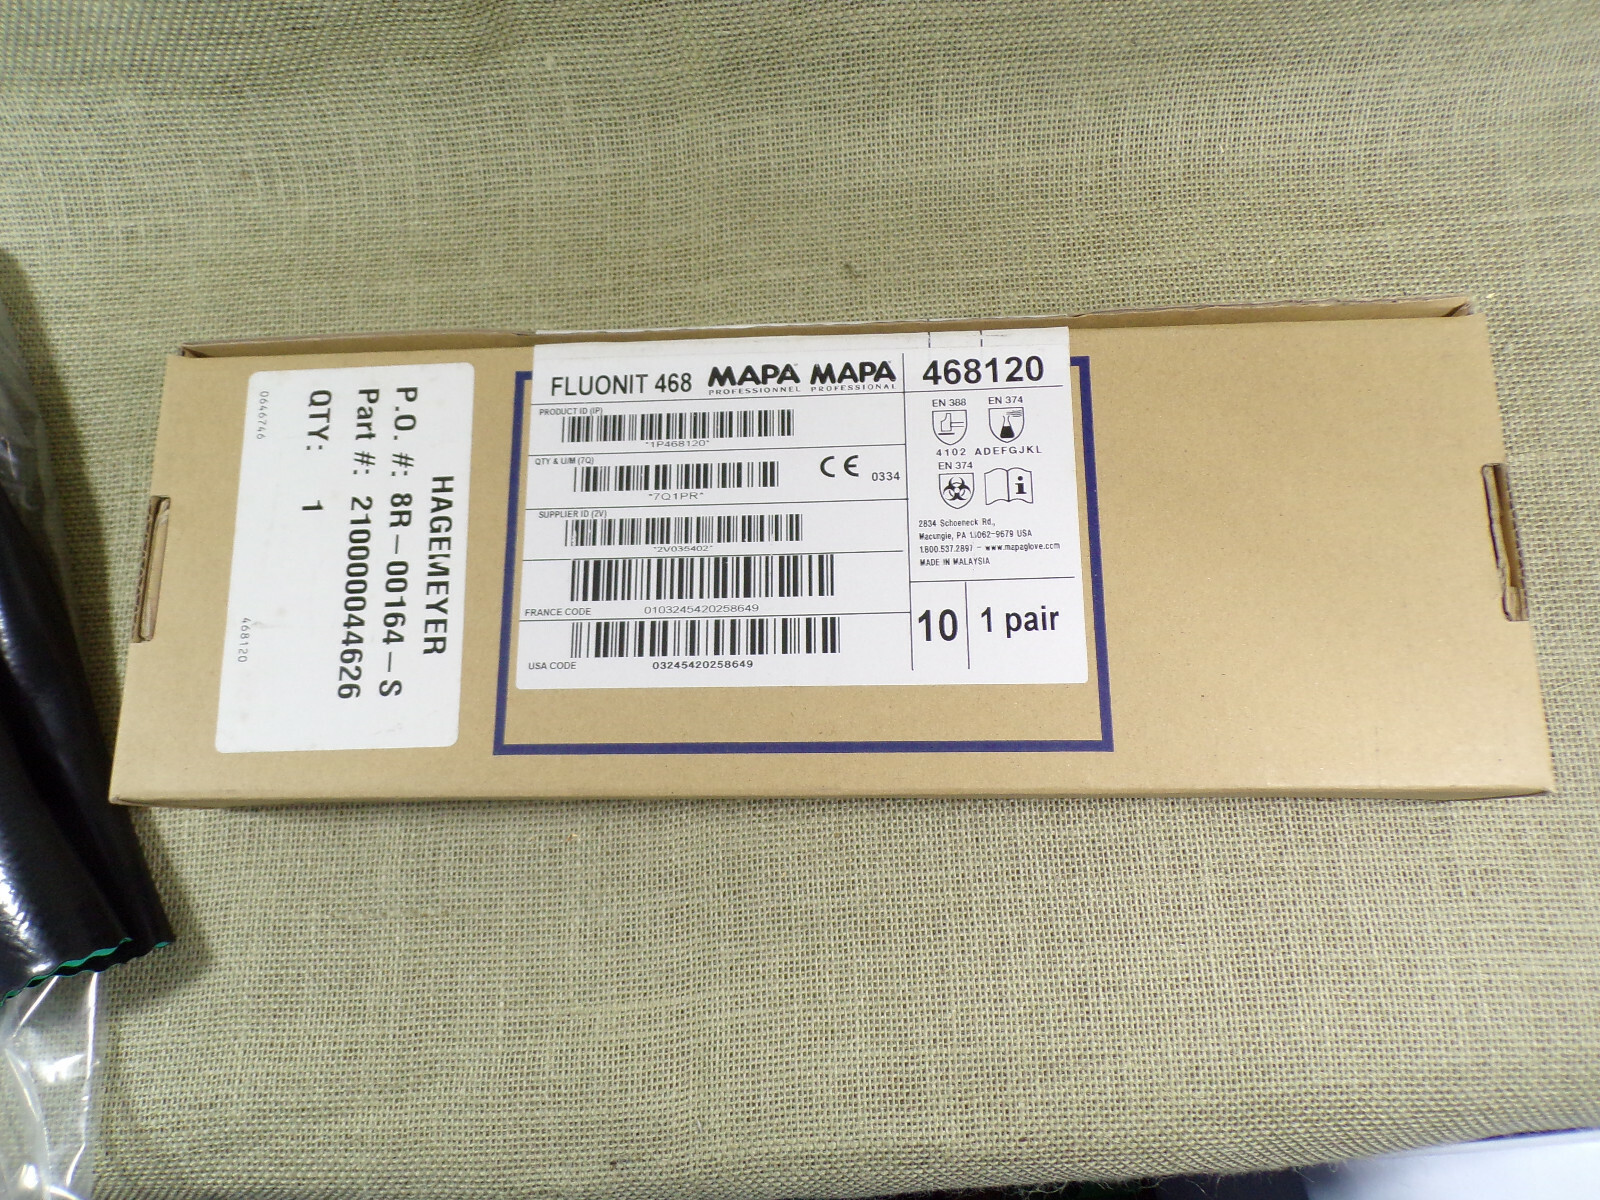 HAGEMEYER
P.O. #: 8R-00164-S
Part #: 2100000044626
QTY: 1
0646746
468120
FLUONIT 468
MAPA MAPA
PROFESSIONNEL PROFESSIONAL
PRODUCT ID (IP)
*1P468120*
QTY & U/M (7Q)
*7Q1PR*
CE 0334
SUPPLIER ID (2V)
*2V035402*
FRANCE CODE 0103245420258649
USA CODE 03245420258649
468120
EN 388 EN 374
4102 ADEFGJKL
EN 374
i
2834 Schoeneck Rd.,
Macungie, PA 18062-9679 USA
1.800.537.2897 - www.mapaglove.com
MADE IN MALAYSIA
10 1 pair